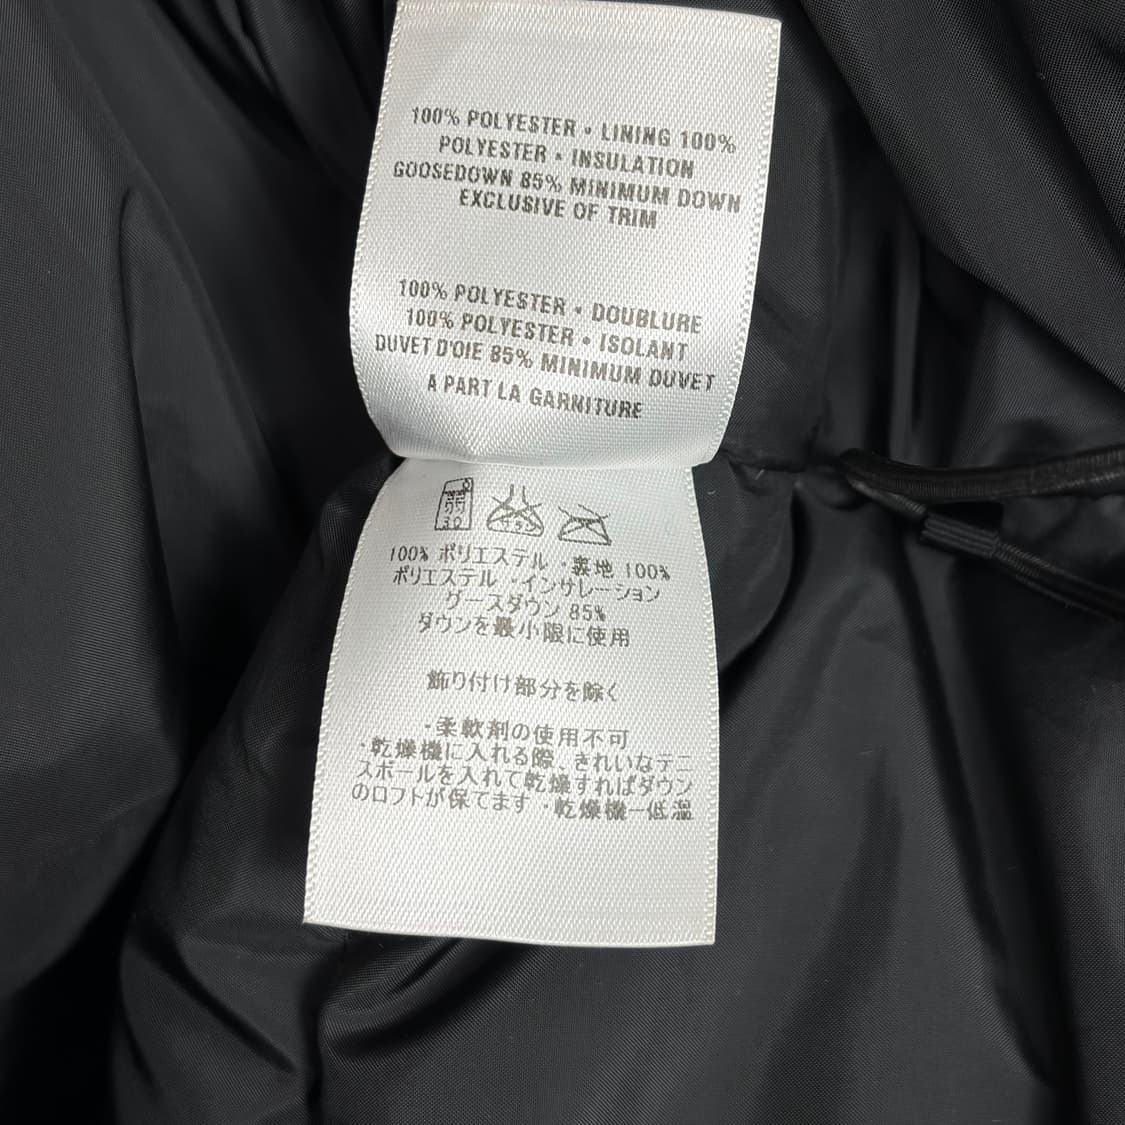 100% POLYESTER • LINING 100%
POLYESTER • INSULATION
GOOSEDOWN 85% MINIMUM DOWN
EXCLUSIVE OF TRIM
100% POLYESTER • DOUBLURE
100% POLYESTER • ISOLANT
DUVET D'OIE 85% MINIMUM DUVET
A PART LA GARNITURE
弱
30
100% ポリエステル ・裏地 100%
ポリエステル ・インサレーション
グースダウン 85%
ダウンを最小限に使用
飾り付け部分を除く
・柔軟剤の使用不可
・乾燥機に入れる際、きれいなテニ
スボールを入れて乾燥すればダウン
のロフトが保てます ・乾燥機一低温